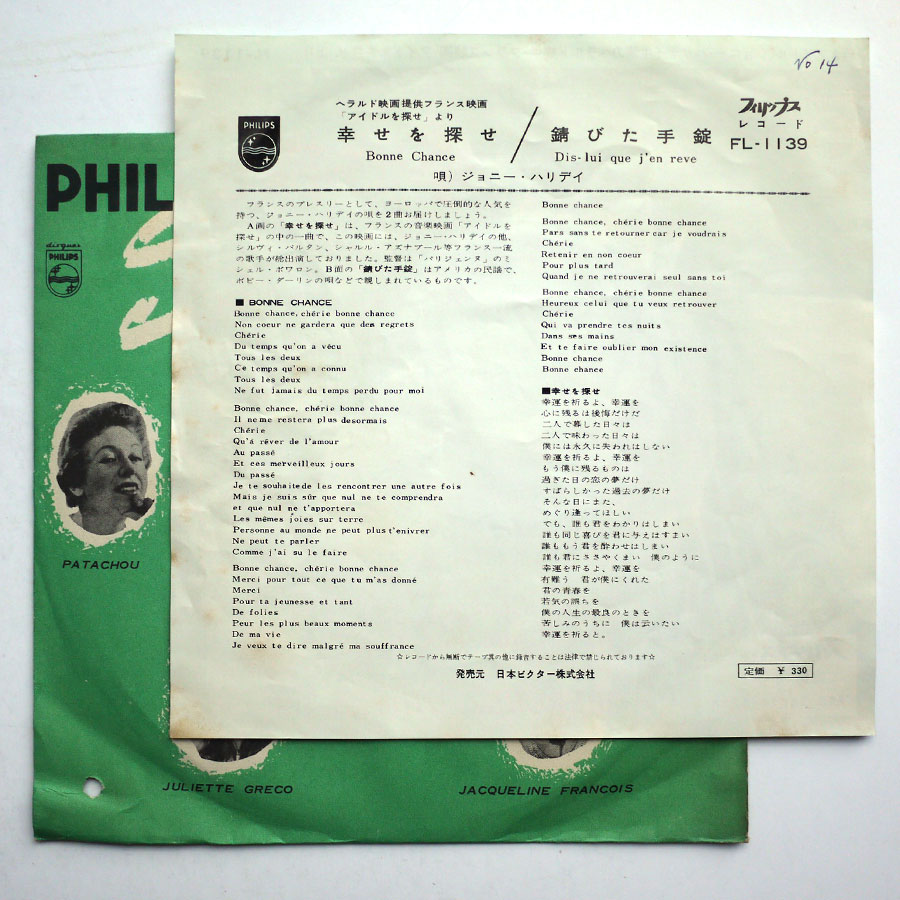 No 14
ヘラルド映画提供フランス映画
「アイドルを探せ」より
PHILIPS
幸せを探せ / 錆びた手錠
Bonne Chance
Dis-lui que j'en reve
フィリップス
レコード
FL-1139
唄) ジョニー・ハリデイ
フランスのプレスリーとして、ヨーロッパで圧倒的な人気を
持つ、ジョニー・ハリデイの唄を2曲お届けしましょう。
A面の「幸せを探せ」は、フランスの音楽映画「アイドルを
探せ」の中の一曲で、この映画には、ジョニー・ハリデイの他、
シルヴィ・バルタン、シャルル・アズナブール等フランス一流
の歌手が総出演しておりました。監督は「パリジェンヌ」のミ
シェル・ボワロン。B面の「錆びた手錠」はアメリカの民謡で、
ボビー・ダーリンの唄などで親しまれているものです。
■ BONNE CHANCE
Bonne chance, chérie bonne chance
Non coeur ne gardera que des regrets
Chérie
Du temps qu'on a vécu
Tous les deux
Ce temps qu'on a connu
Tous les deux
Ne fut jamais du temps perdu pour moi
Bonne chance, chérie bonne chance
Il neme restera plus desormais
Chérie
Qu'á rêver de l'amour
Au passé
Et ces merveilleux jours
Du passé
Je te souhaitede les rencontrer une autre fois
Mais je suis sûr que nul ne te comprendra
et que nul ne t'apportera
Les mêmes joies sur terre
Personne au monde ne peut plus t'enivrer
Ne peut te parler
Comme j'ai su le faire
Bonne chance, chérie bonne chance
Merci pour tout ce que tu m'as donné
Merci
Pour ta jeunesse et tant
De folies
Peur les plus beaux moments
De ma vie
Je veux te dire malgré ma souffrance
Bonne chance
Bonne chance, chérie bonne chance
Pars sans te retourner car je voudrais
Chérie
Retenir en non coeur
Pour plus tard
Quand je ne retrouverai seul sans toi
Bonne chance, chérie bonne chance
Heureux celui que tu veux retrouver
Chérie
Qui va prendre tes nuits
Dans ses mains
Et te faire oublier mon existence
Bonne chance
Bonne chance
■幸せを探せ
幸運を祈るよ、幸運を
心に残るは後悔だけだ
二人で暮した日々は
二人で味わった日々は
僕には永久に失われはしない
幸運を祈るよ、幸運を
もう僕に残るものは
過ぎた日の恋の夢だけ
すばらしかった過去の夢だけ
そんな日にまた、
めぐり逢ってほしい
でも、誰も君をわかりはしまい
誰も同じ喜びを君に与えはすまい
誰ももう君を酔わせはしまい
誰も君にささやくまい 僕のように
幸運を祈るよ、幸運を
有難う 君が僕にくれた
君の青春を
若気の誤ちを
僕の人生の最良のときを
苦しみのうちに 僕は云いたい
幸運を祈ると。
☆レコードから無断でテープ其の他に録音することは法律で禁じられております☆
発売元 日本ビクター株式会社
定価 ¥ 330
PHIL
disques
PHILIPS
PATACHOU
JULIETTE GRECO
JACQUELINE FRANCOIS